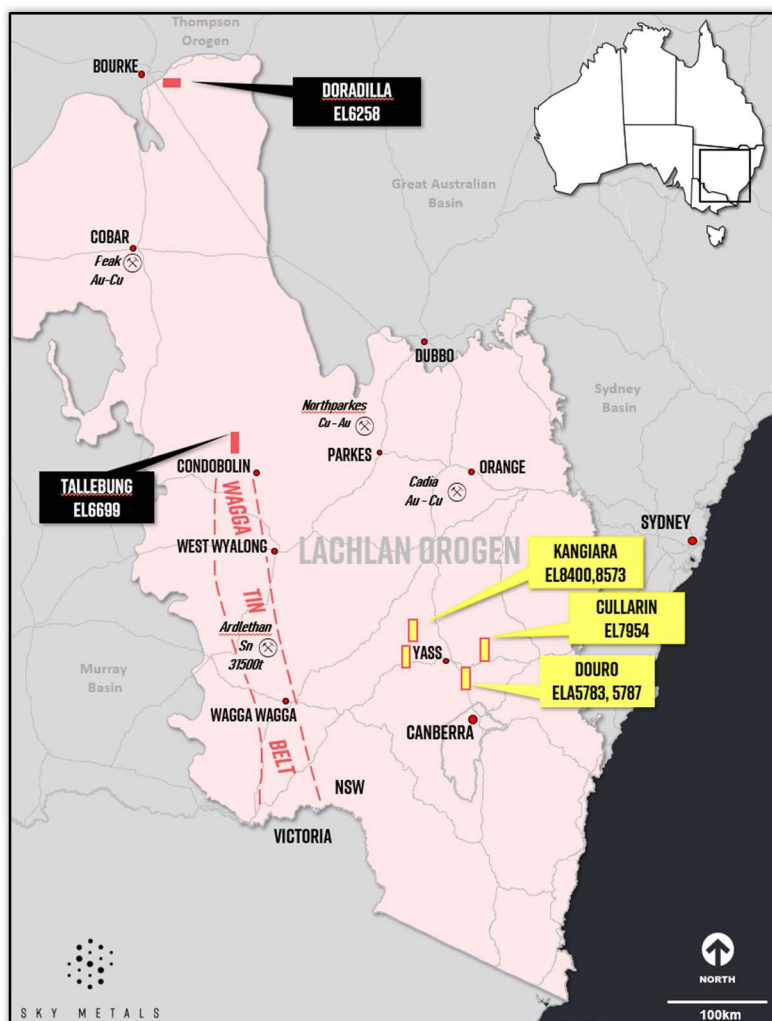 Thompson
Orogen
BOURKE
DORADILLA
EL6258
Great Australian
Basin
COBAR
Feak
Au-Cu
DUBBO
Sydney
Basin
Northparkes
Cu - Au
PARKES
ORANGE
Cadia
Au - Cu
TALLEBUNG
EL6699
CONDOBOLIN
WAGGA
TIN
BELT
WEST WYALONG
LACHLAN OROGEN
SYDNEY
KANGIARA
EL8400,8573
CULLARIN
EL7954
Ardlethan
Sn
31500t
YASS
DOURO
ELA5783, 5787
Murray
Basin
WAGGA WAGGA
CANBERRA
NSW
VICTORIA
SKY METALS
NORTH
100km